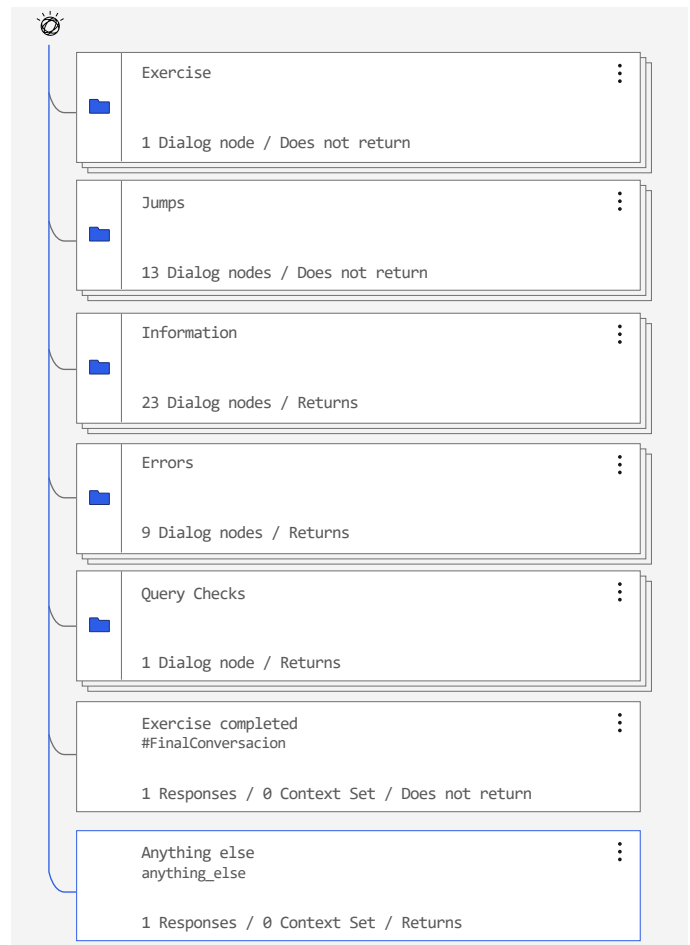 Exercise
1 Dialog node / Does not return
Jumps
13 Dialog nodes / Does not return
Information
23 Dialog nodes / Returns
Errors
9 Dialog nodes / Returns
Query Checks
1 Dialog node / Returns
Exercise completed
#FinalConversacion
1 Responses / 0 Context Set / Does not return
Anything else
anything_else
1 Responses / 0 Context Set / Returns